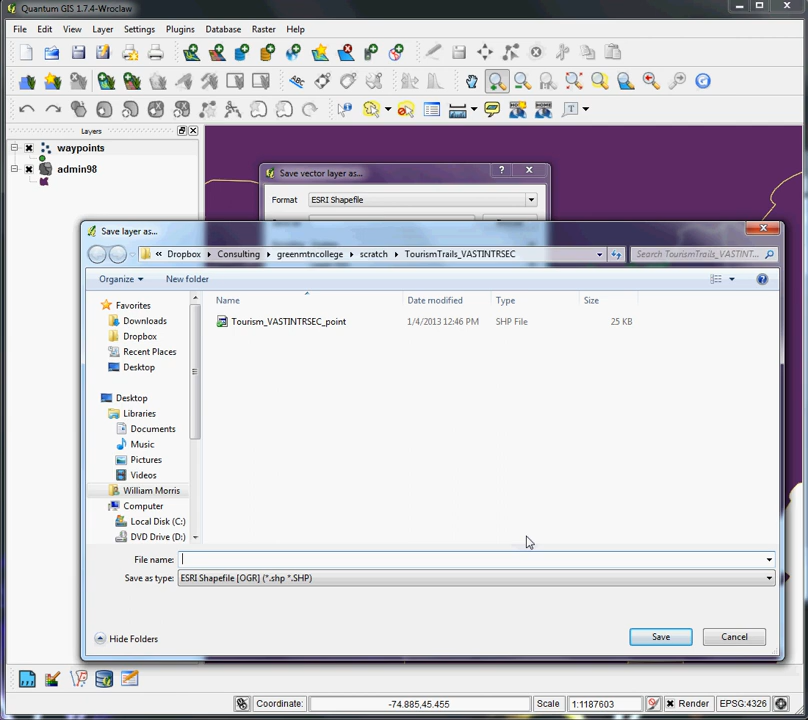 Quantum GIS 1.7.4-Wroclaw
File Edit View Layer Settings Plugins Database Raster Help
Layers
waypoints
admin98
Save vector layer as...
Format ESRI Shapefile
Save layer as...
« Dropbox Consulting greenmtncollege scratch TourismTrails_VASTINTRSEC Search TourismTrails_VASTINT...
Organize New folder
Favorites
Downloads
Dropbox
Recent Places
Desktop
Desktop
Libraries
Documents
Music
Pictures
Videos
William Morris
Computer
Local Disk (C:)
DVD Drive (D:)
Name Date modified Type Size
Tourism_VASTINTRSEC_point 1/4/2013 12:46 PM SHP File 25 KB
File name:
Save as type: ESRI Shapefile [OGR] (*.shp *.SHP)
Hide Folders Save Cancel
Coordinate: -74.885,45.455 Scale 1:1187603 Render EPSG:4326